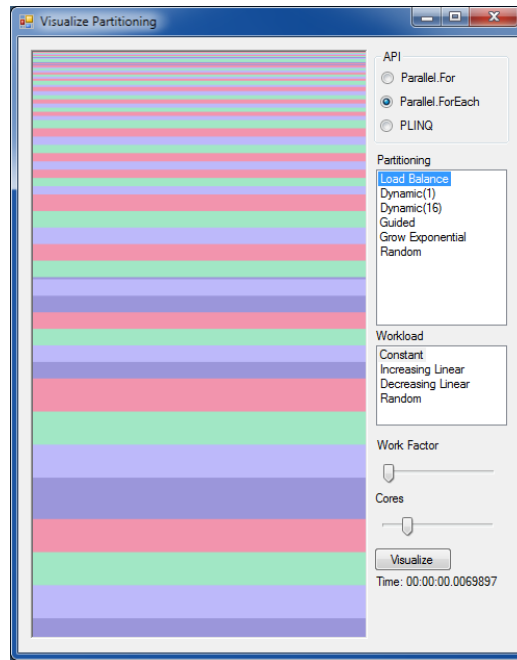 Visualize Partitioning
API
Parallel.For
Parallel.ForEach
PLINQ
Partitioning
Load Balance
Dynamic(1)
Dynamic(16)
Guided
Grow Exponential
Random
Workload
Constant
Increasing Linear
Decreasing Linear
Random
Work Factor
Cores
Visualize
Time: 00:00:00.0069897